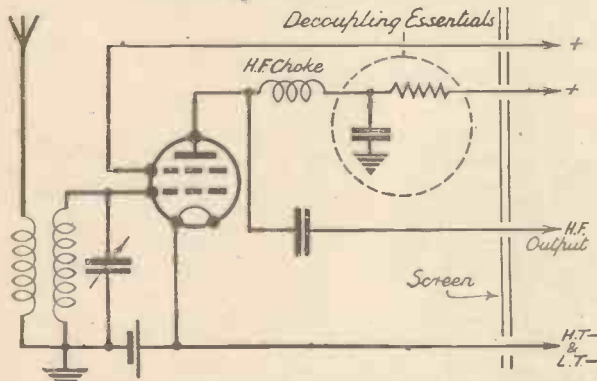 Decoupling Essentials
+
H.F. Choke
+
H.F.
Output
Screen
H.T-
&
L.T-